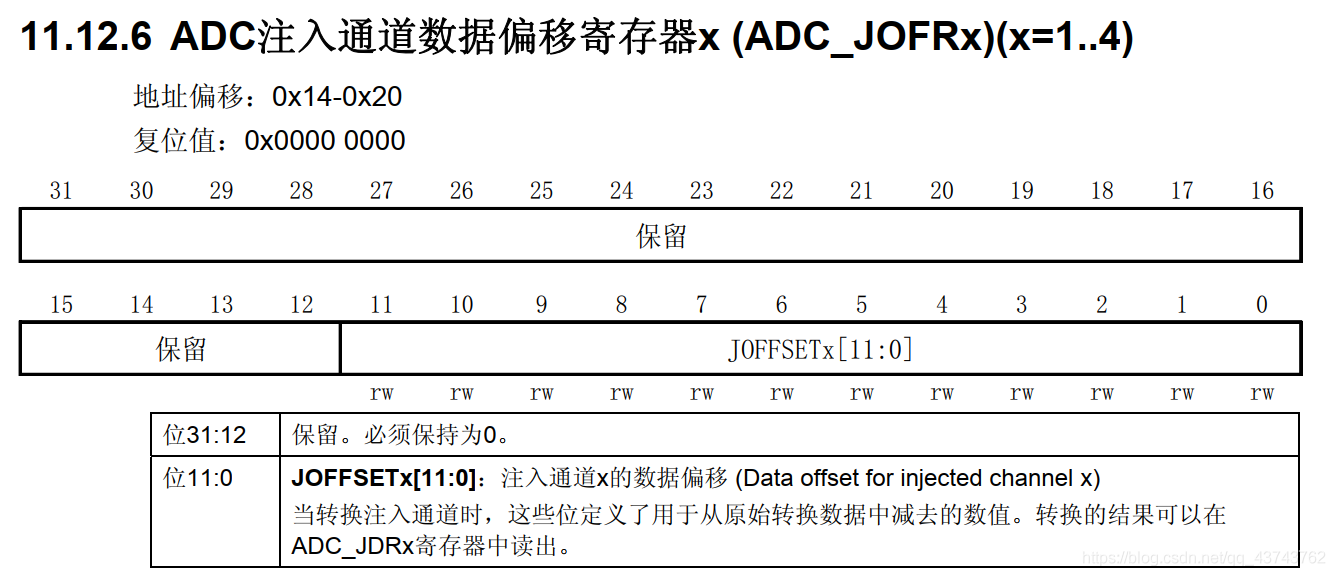 11.12.6 ADC注入通道数据偏移寄存器x (ADC_JOFRx)(x=1..4)
地址偏移：0x14-0x20
复位值：0x0000 0000
31 30 29 28 27 26 25 24 23 22 21 20 19 18 17 16
保留
15 14 13 12 11 10 9 8 7 6 5 4 3 2 1 0
保留 JOFFSETx[11:0]
rw rw rw rw rw rw rw rw rw rw rw rw
位31:12 保留。必须保持为0。
位11:0 JOFFSETx[11:0]：注入通道x的数据偏移 (Data offset for injected channel x)
当转换注入通道时，这些位定义了用于从原始转换数据中减去的数值。转换的结果可以在
ADC_JDRx寄存器中读出。
https://blog.csdn.net/qq_43743762